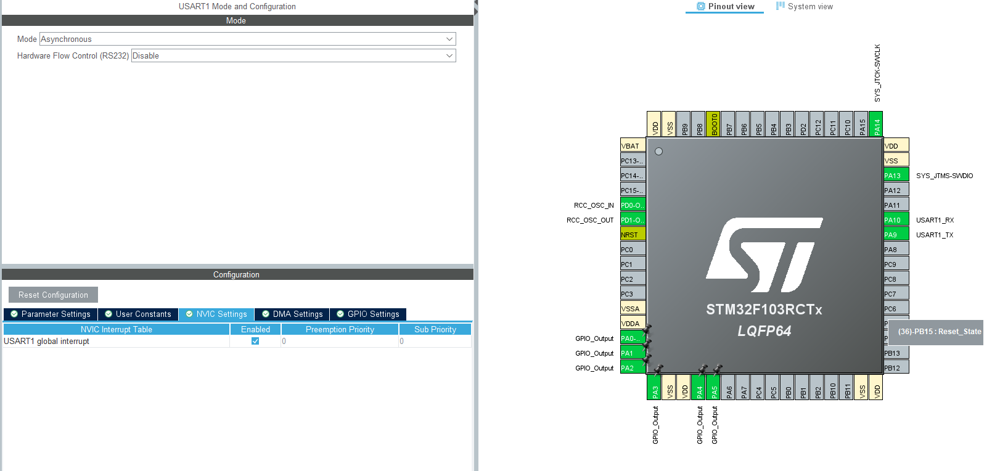 USART1 Mode and Configuration
Mode
Mode Asynchronous
Hardware Flow Control (RS232) Disable
Configuration
Reset Configuration
Parameter Settings User Constants NVIC Settings DMA Settings GPIO Settings
NVIC Interrupt Table Enabled Preemption Priority Sub Priority
USART1 global interrupt 0 0
Pinout view System view
SYS_JTCK-SWCLK
VDD VSS PB9 PB8 BOOT0 PB7 PB6 PB5 PB4 PB3 PD2 PC12 PC11 PC10 PA15 PA14
VBAT
PC13-..
PC14-..
PC15-..
RCC_OSC_IN PD0-O..
RCC_OSC_OUT PD1-O..
NRST
PC0
PC1
PC2
PC3
VSSA
VDDA
GPIO_Output PA0-..
GPIO_Output PA1
GPIO_Output PA2
STM32F103RCTx
LQFP64
VDD
VSS
PA13 SYS_JTMS-SWDIO
PA12
PA11
PA10 USART1_RX
PA9 USART1_TX
PA8
PC9
PC8
PC7
PC6
(36)-PB15 : Reset_State
PB13
PB12
PA3 VSS VDD PA4 PA5 PA6 PA7 PC4 PC5 PB0 PB1 PB2 PB10 PB11 VSS VDD
GPIO_Output GPIO_Output GPIO_Output